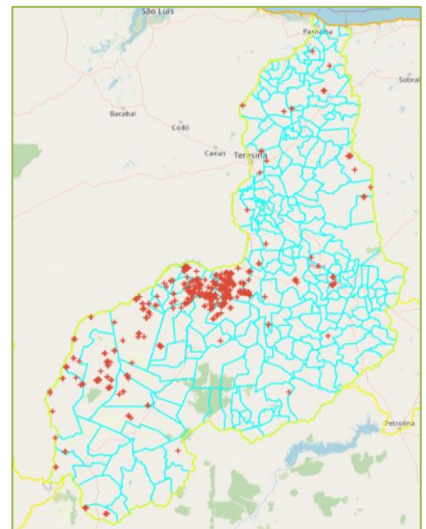 São Luís
Parnaíba
Sobral
Bacabal
Codó
Caxias
Teresina
Petrolina